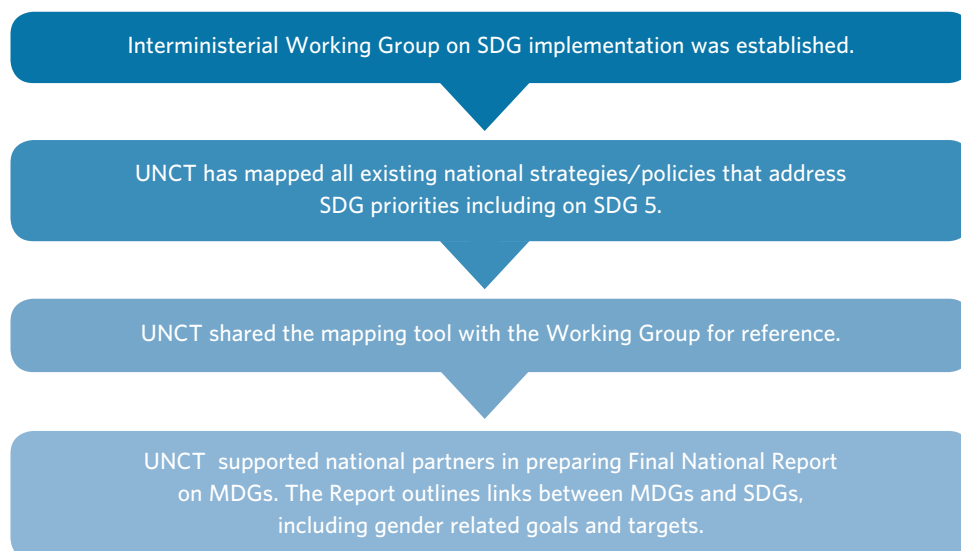 Interministerial Working Group on SDG implementation was established.
UNCT has mapped all existing national strategies/policies that address
SDG priorities including on SDG 5.
UNCT shared the mapping tool with the Working Group for reference.
UNCT supported national partners in preparing Final National Report
on MDGs. The Report outlines links between MDGs and SDGs,
including gender related goals and targets.